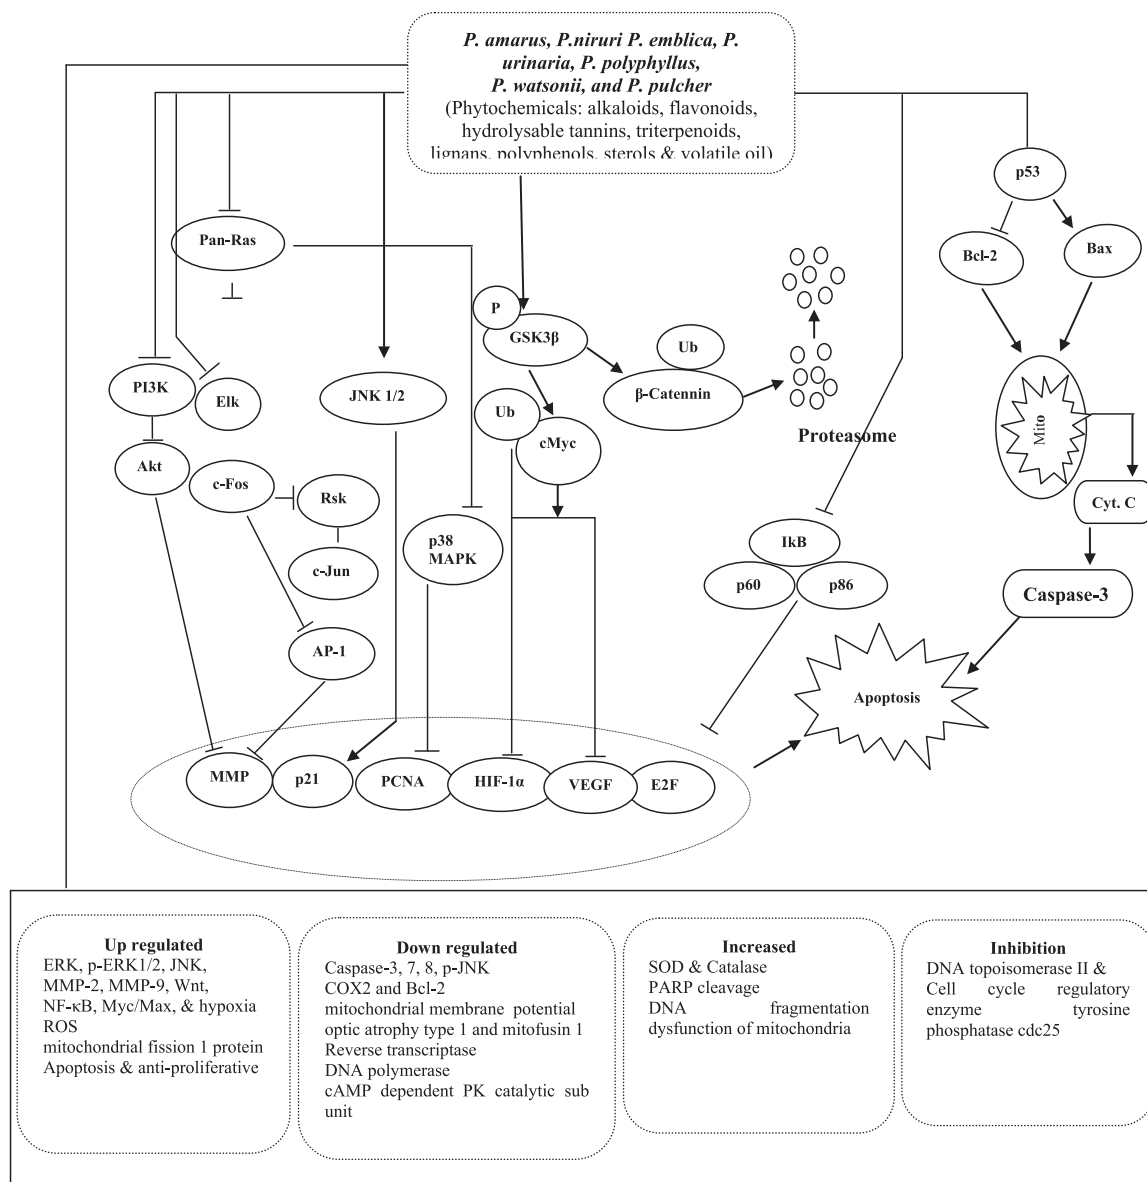 P. amarus, P.niruri P. emblica, P.
urinaria, P. polyphyllus,
P. watsonii, and P. pulcher
(Phytochemicals: alkaloids, flavonoids,
hydrolysable tannins, triterpenoids,
lignans, polyphenols, sterols & volatile oil)
p53
Pan-Ras
Bcl-2
Bax
P
GSK3β
Ub
PI3K
Elk
JNK 1/2
β-Catennin
Ub
cMyc
Proteasome
Mito
Akt
c-Fos
Rsk
Cyt. C
p38
MAPK
IkB
c-Jun
p60
p86
Caspase-3
AP-1
Apoptosis
MMP
p21
PCNA
HIF-1α
VEGF
E2F
Up regulated
ERK, p-ERK1/2, JNK,
MMP-2, MMP-9, Wnt,
NF-κB, Myc/Max, & hypoxia
ROS
mitochondrial fission 1 protein
Apoptosis & anti-proliferative
Down regulated
Caspase-3, 7, 8, p-JNK
COX2 and Bcl-2
mitochondrial membrane potential
optic atrophy type 1 and mitofusin 1
Reverse transcriptase
DNA polymerase
cAMP dependent PK catalytic sub
unit
Increased
SOD & Catalase
PARP cleavage
DNA fragmentation
dysfunction of mitochondria
Inhibition
DNA topoisomerase II &
Cell cycle regulatory
enzyme tyrosine
phosphatase cdc25